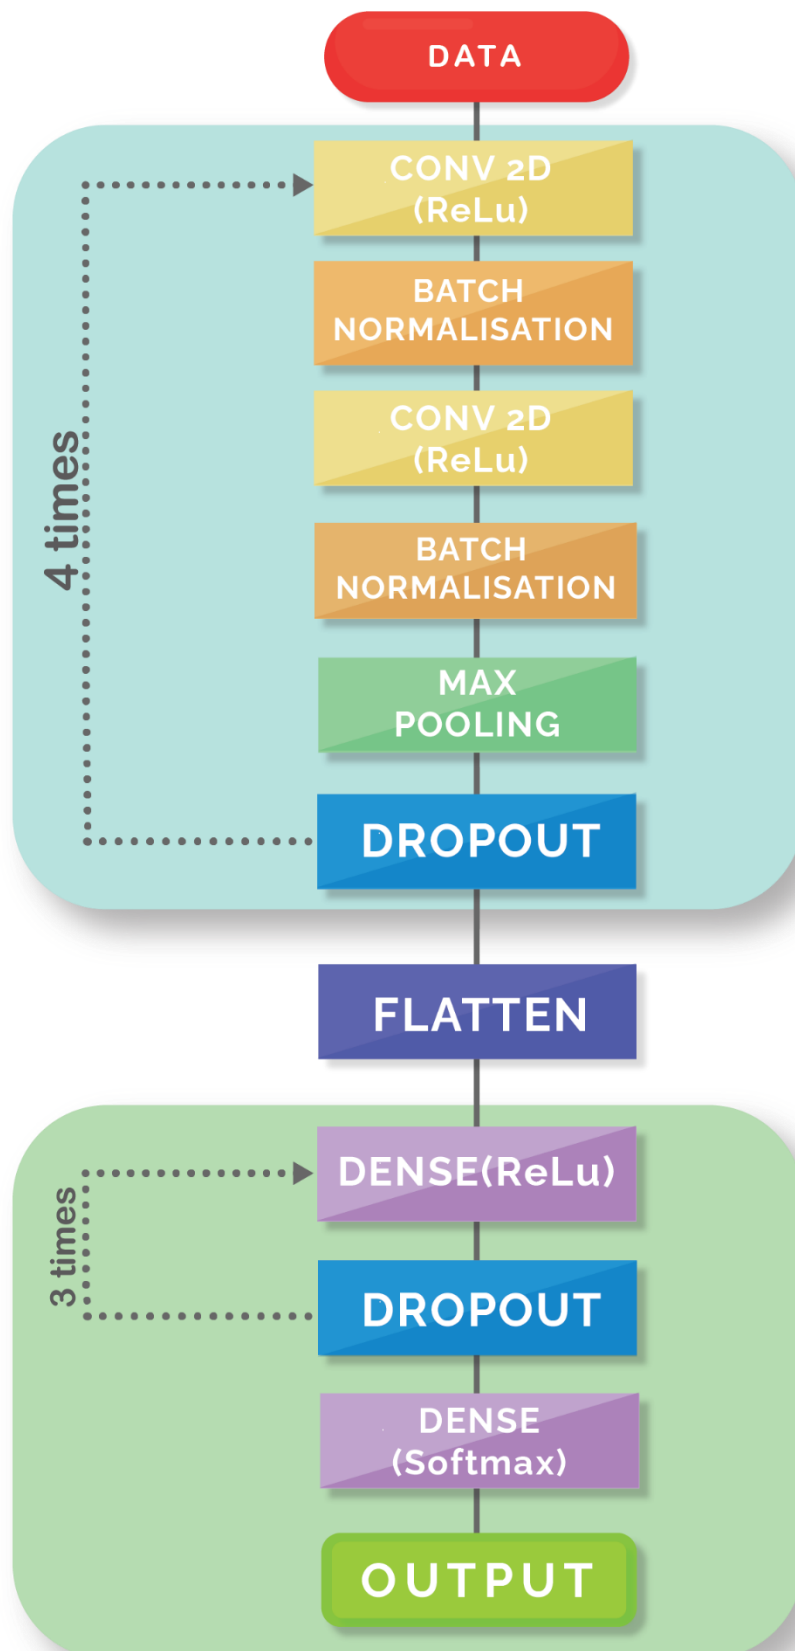 DATA
CONV 2D
(ReLu)
BATCH
NORMALISATION
CONV 2D
(ReLu)
BATCH
NORMALISATION
MAX
POOLING
DROPOUT
4 times
FLATTEN
DENSE(ReLu)
DROPOUT
3 times
DENSE
(Softmax)
OUTPUT